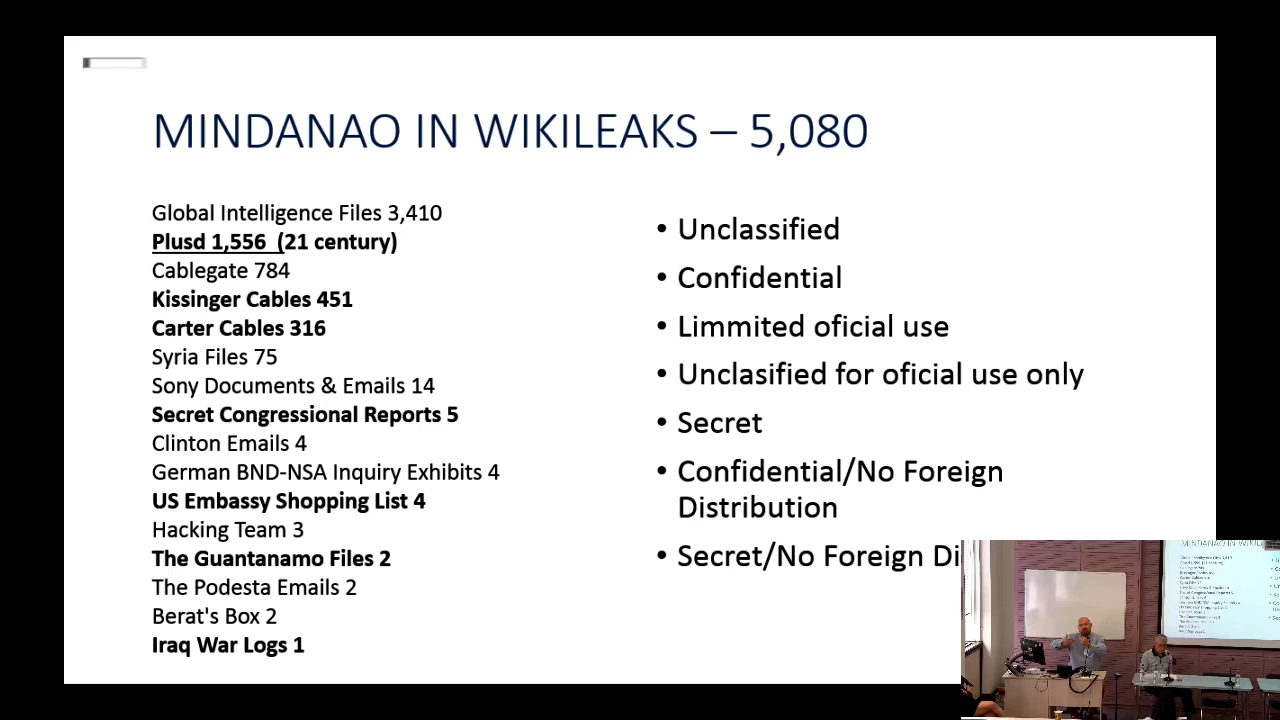 MINDANAO IN WIKILEAKS – 5,080
Global Intelligence Files 3,410
Plusd 1,556 (21 century)
Cablegate 784
Kissinger Cables 451
Carter Cables 316
Syria Files 75
Sony Documents & Emails 14
Secret Congressional Reports 5
Clinton Emails 4
German BND-NSA Inquiry Exhibits 4
US Embassy Shopping List 4
Hacking Team 3
The Guantanamo Files 2
The Podesta Emails 2
Berat's Box 2
Iraq War Logs 1
• Unclassified
• Confidential
• Limmited oficial use
• Unclasified for oficial use only
• Secret
• Confidential/No Foreign
Distribution
• Secret/No Foreign Di